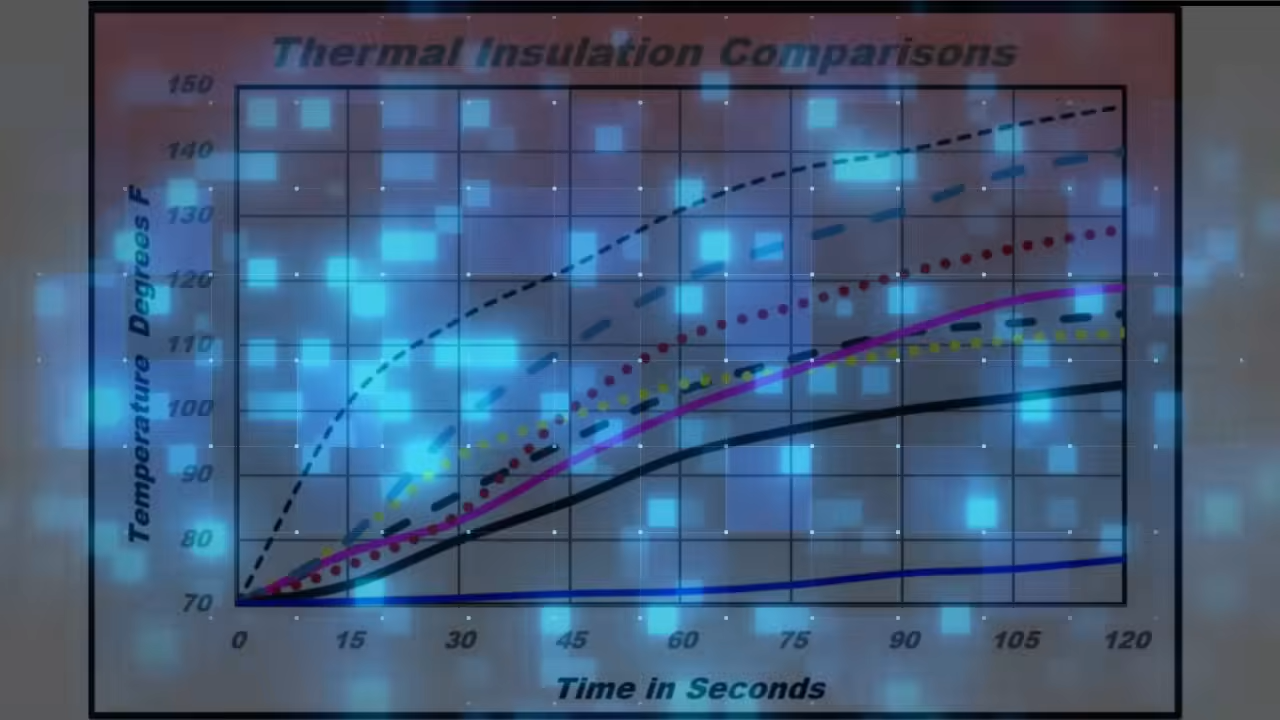 Thermal Insulation Comparisons
150
140
130
120
110
100
90
80
70
Temperature Degrees F
0 15 30 45 60 75 90 105 120
Time in Seconds